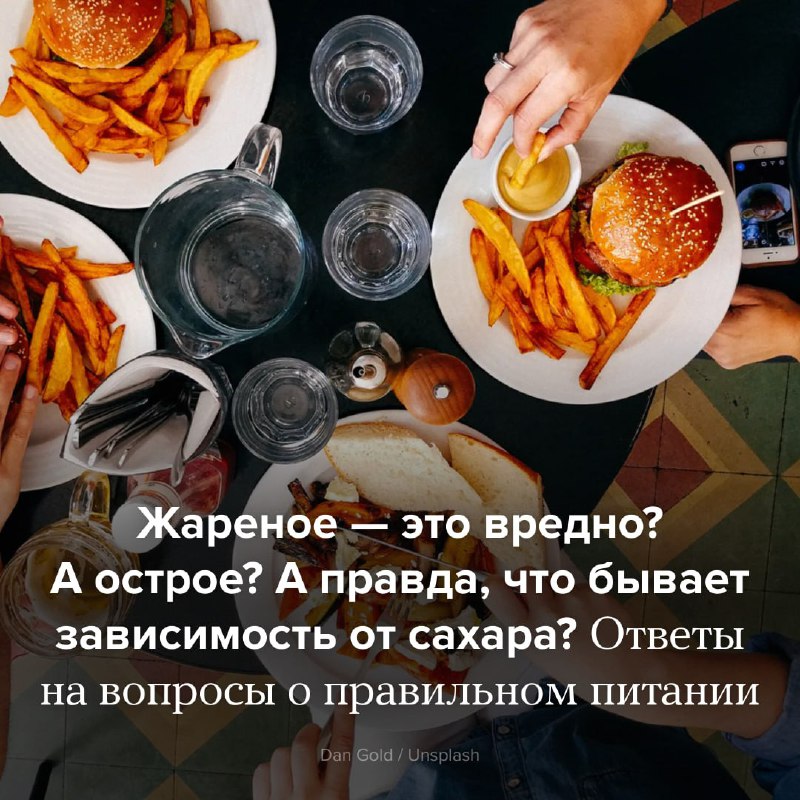 Жареное — это вредно?
А острое? А правда, что бывает
зависимость от сахара? Ответы
на вопросы о правильном питании
Dan Gold / Unsplash